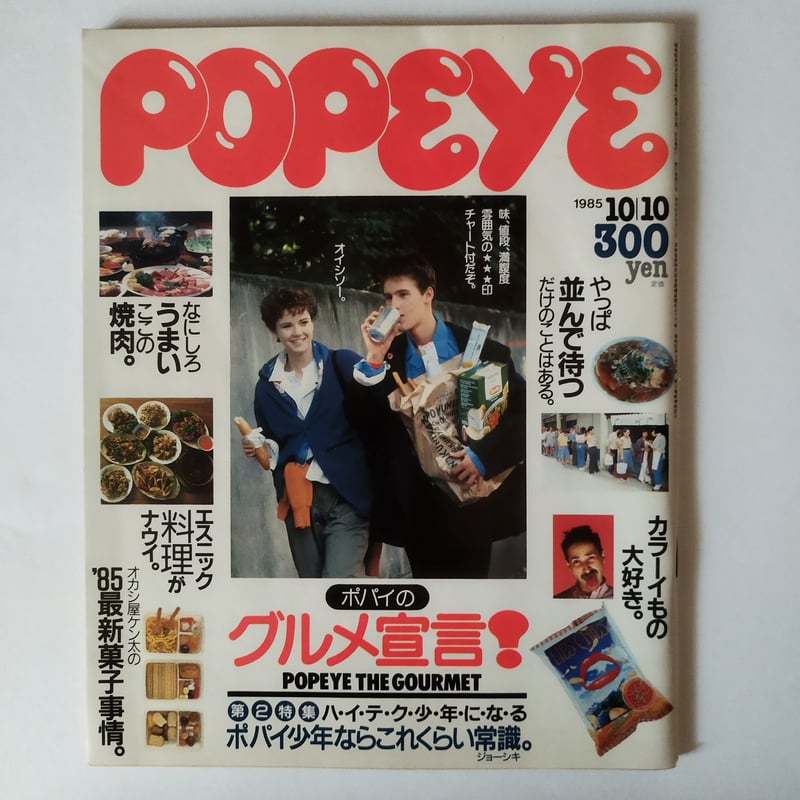 POPEYE
1985 10|10
300
yen
定価
味、値段、満腹度
雰囲気の★★★印
チャート付だぞ。
オイシソー。
なにしろ
うまい
ここの
焼肉。
やっぱ
並んで待つ
だけのことはある。
エスニック
料理が
ナウイ。
カラーイもの
大好き。
オカシ屋ケン太の
'85最新菓子事情。
ポパイの
グルメ宣言!
POPEYE THE GOURMET
第2特集 ハ・イ・テ・ク・少・年・に・な・る
ポパイ少年ならこれくらい常識。
ジョーシキ